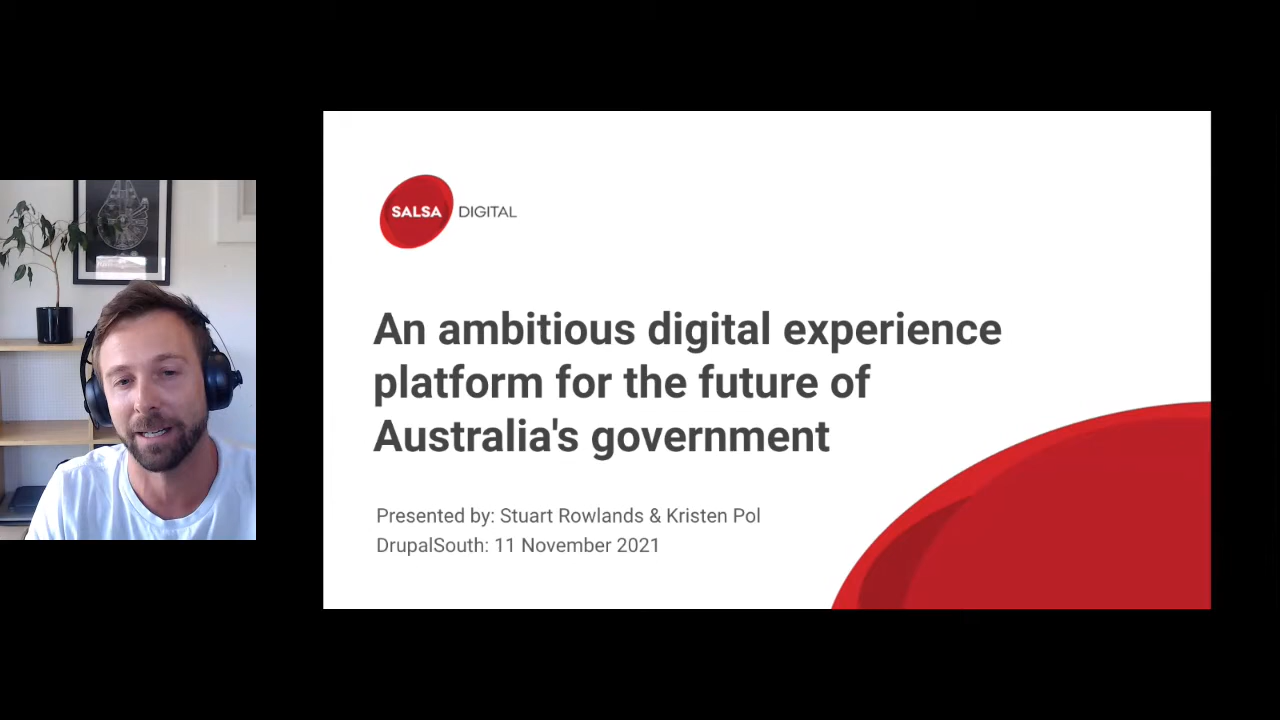 SALSA DIGITAL
An ambitious digital experience
platform for the future of
Australia's government
Presented by: Stuart Rowlands & Kristen Pol
DrupalSouth: 11 November 2021